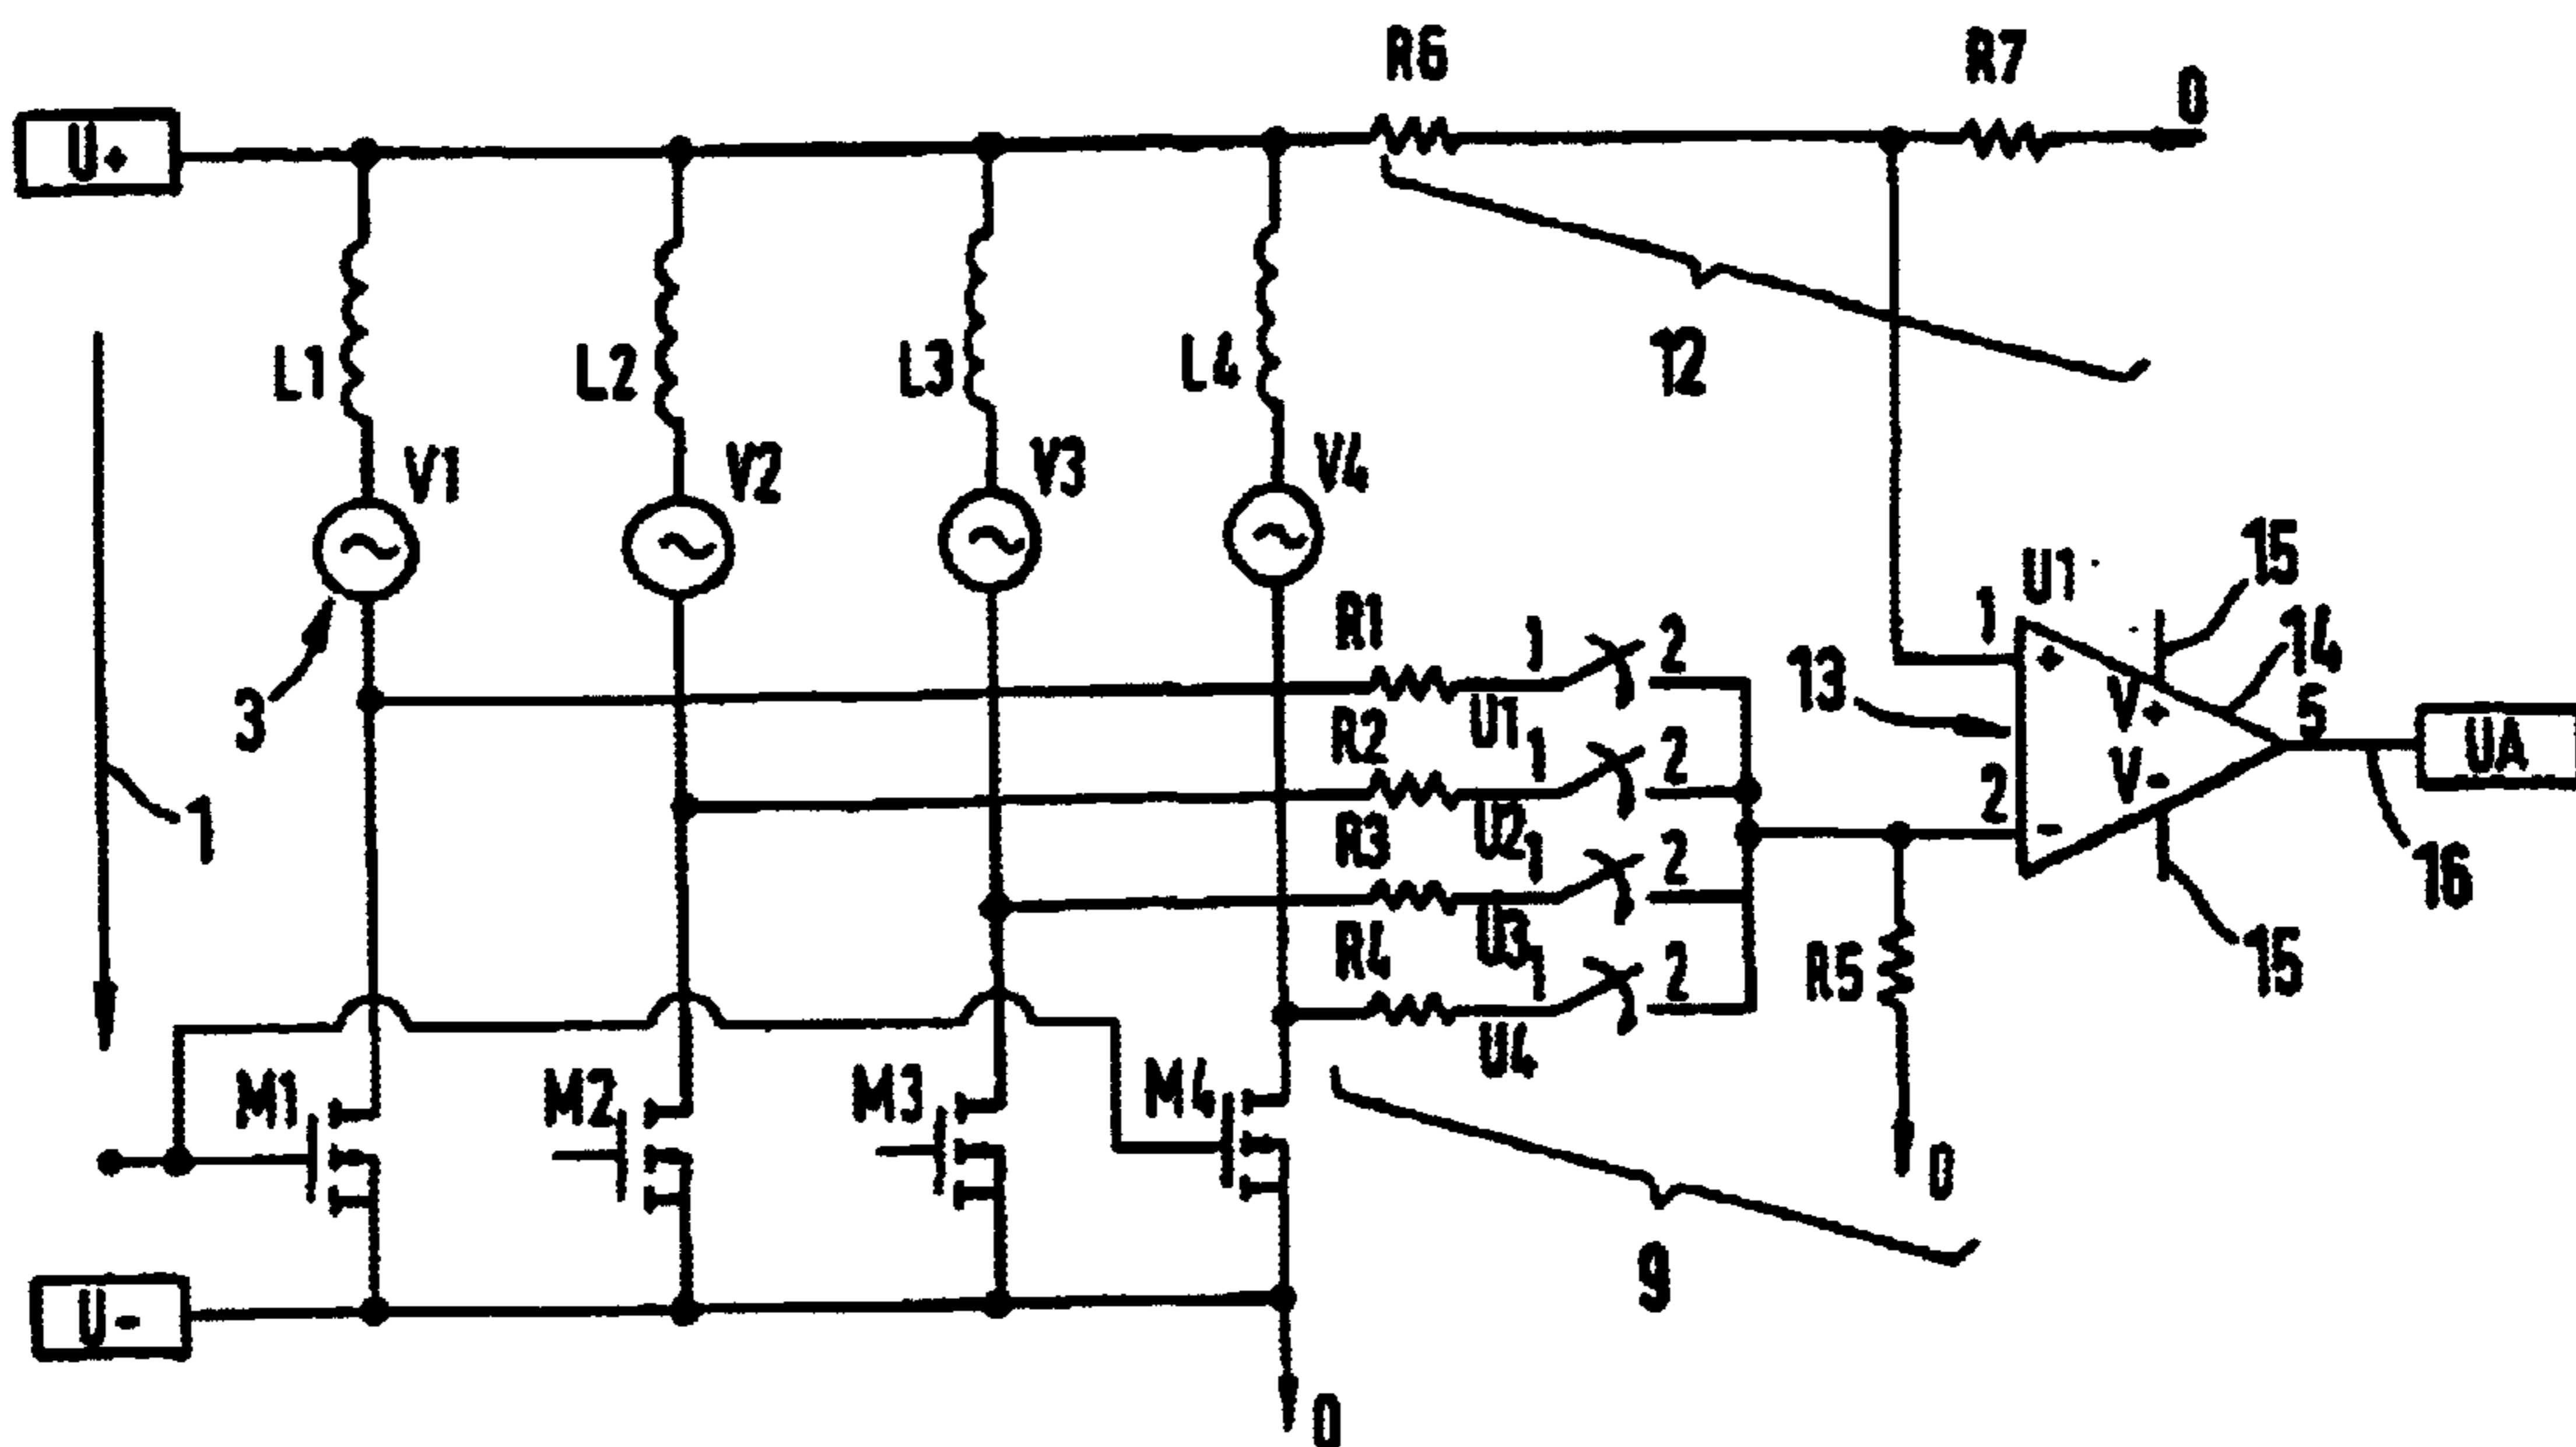 R6 R7 0
U+
L1 L2 L3 L4 12
V1 V2 V3 V4
3
1
R1 1 2
U1
R2 1 2
U2
R3 1 2
U3
R4 1 2
U4
U1 15
1 + 14
13 V+ 5 UA
2 - V-
16
15
R5
0
M1 M2 M3 M4
9
U-
0